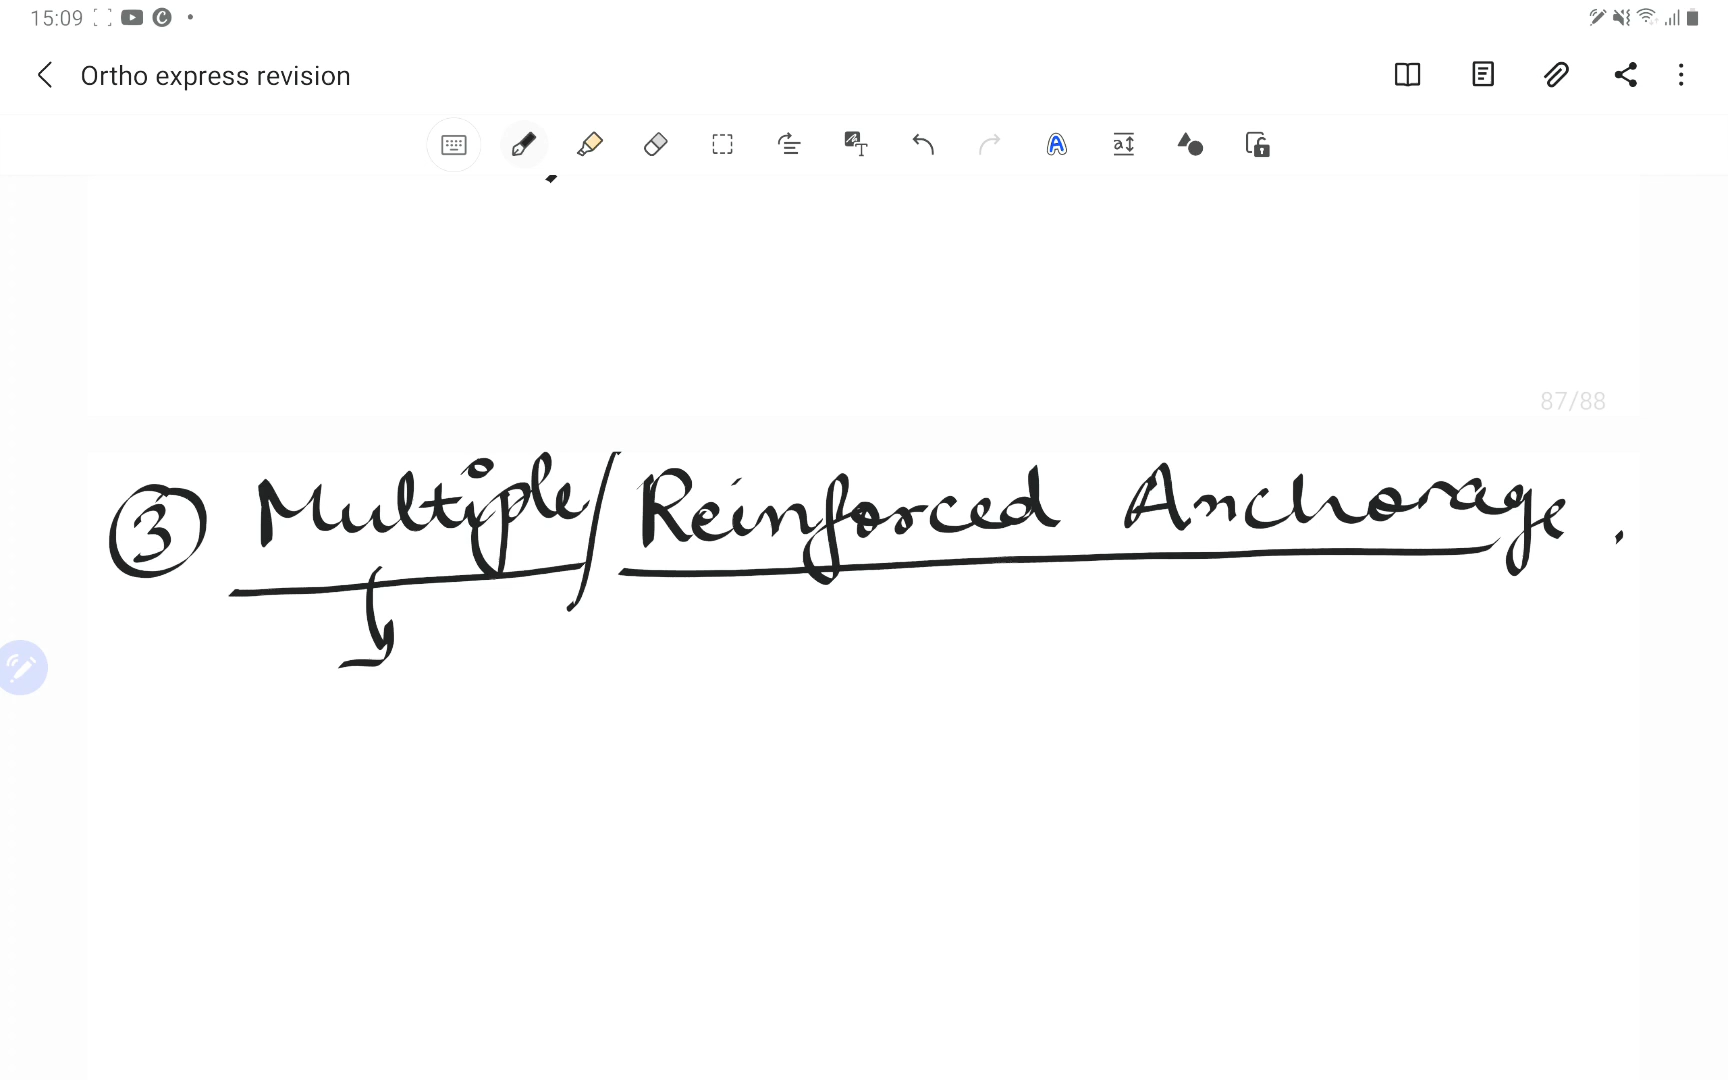 15:09
Ortho express revision
87/88
③ Multiple/Reinforced Anchorage.